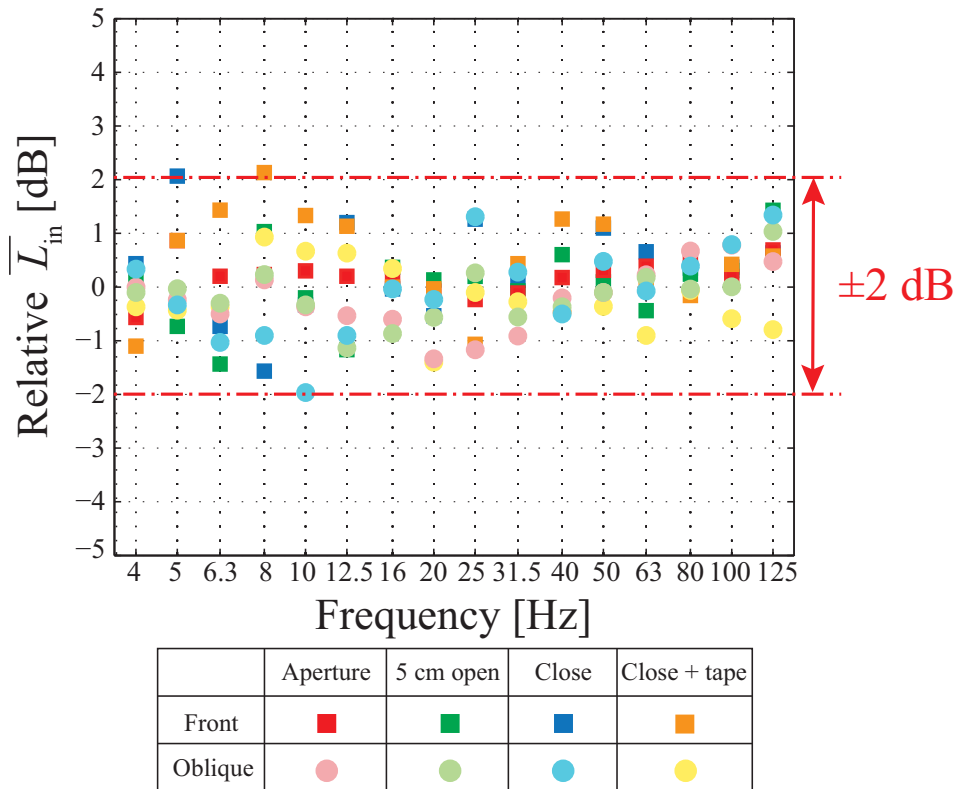 5
4
3
2
1
0
−1
−2
−3
−4
−5
Relative L̅in [dB]
±2 dB
4 5 6.3 8 10 12.5 16 20 25 31.5 40 50 63 80 100 125
Frequency [Hz]
Aperture 5 cm open Close Close + tape
Front
Oblique